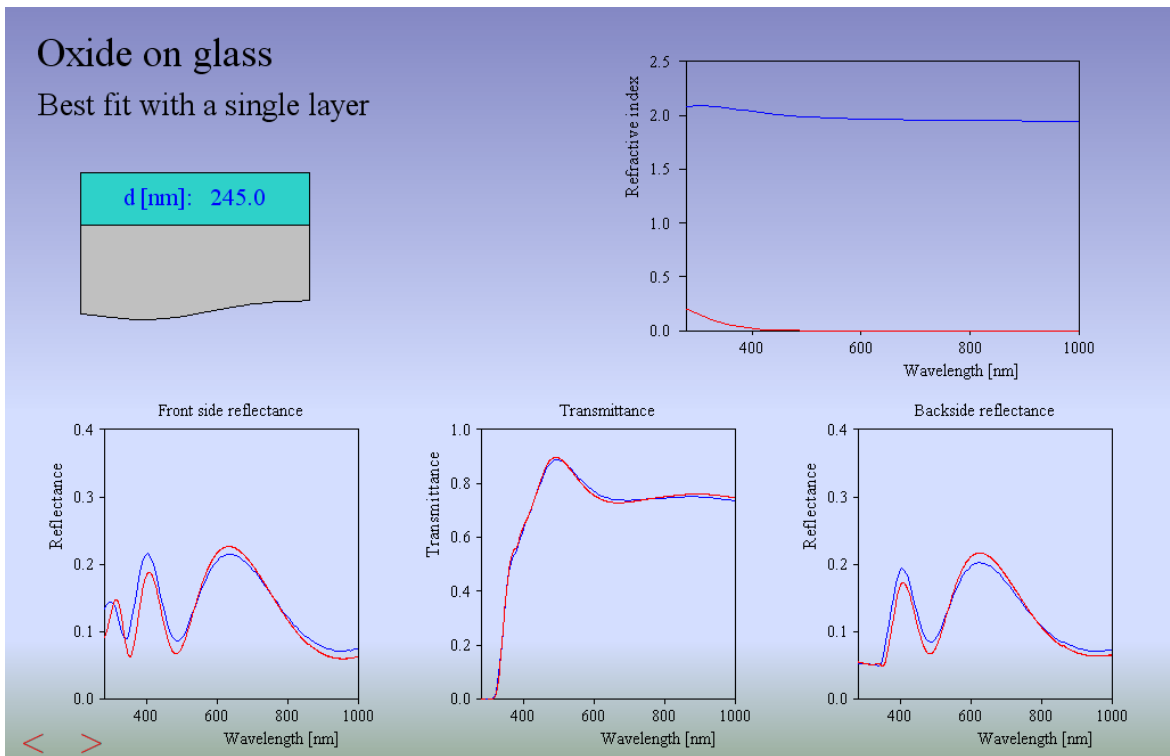 Oxide on glass
Best fit with a single layer
d [nm]: 245.0
Refractive index
2.5
2.0
1.5
1.0
0.5
0.0
400 600 800 1000
Wavelength [nm]
Front side reflectance
Reflectance
0.4
0.3
0.2
0.1
0.0
400 600 800 1000
Wavelength [nm]
Transmittance
Transmittance
1.0
0.8
0.6
0.4
0.2
0.0
400 600 800 1000
Wavelength [nm]
Backside reflectance
Reflectance
0.4
0.3
0.2
0.1
0.0
400 600 800 1000
Wavelength [nm]
< >